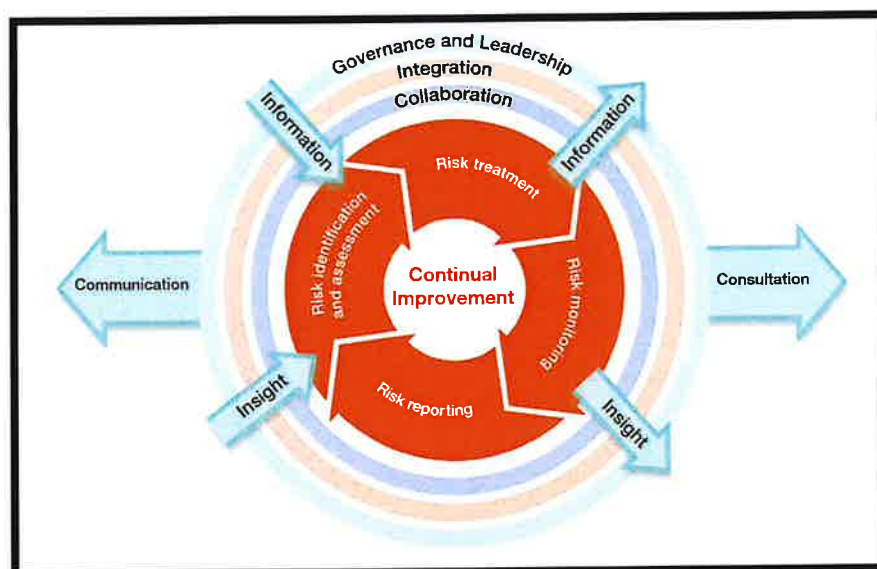 Governance and Leadership
Integration
Collaboration
Information
Information
Risk treatment
Risk identification
and assessment
Continual
Improvement
Risk monitoring
Communication
Consultation
Risk reporting
Insight
Insight